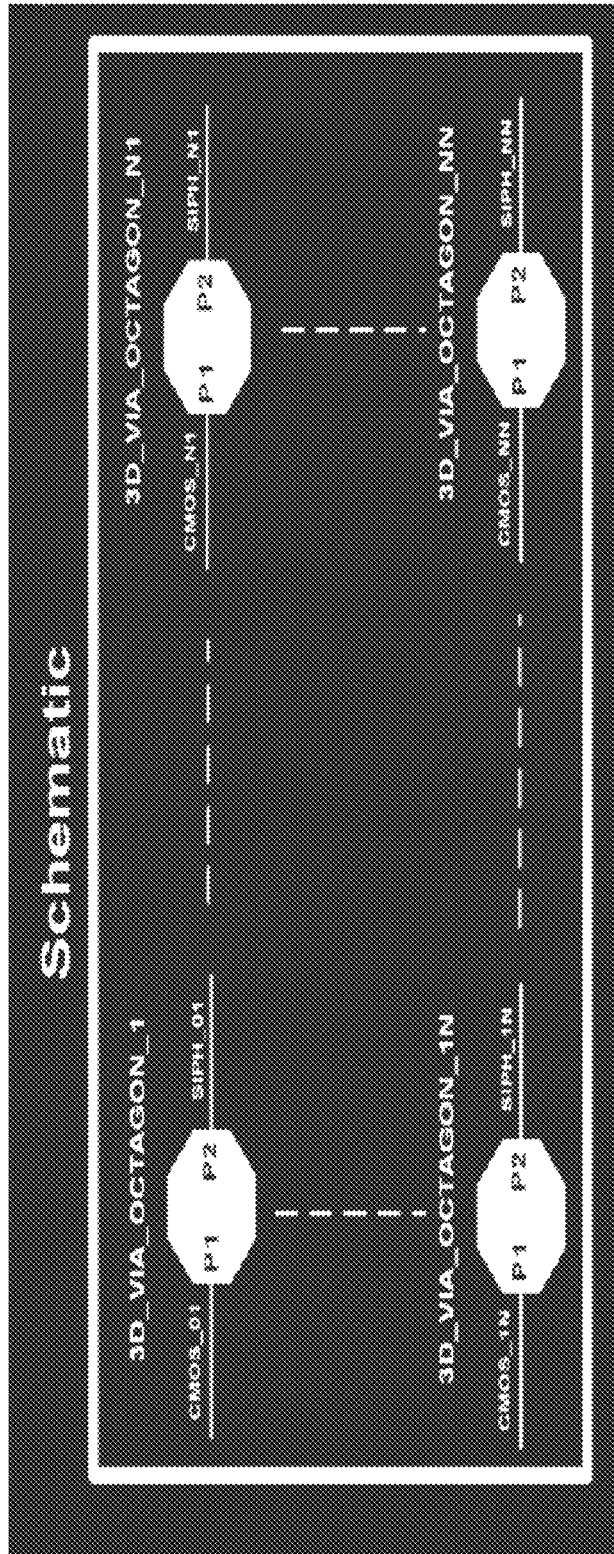 Schematic
3D_VIA_OCTAGON_1
CMOS_01
P1
P2
SIPH_01
3D_VIA_OCTAGON_N1
CMOS_N1
P1
P2
SIPH_N1
3D_VIA_OCTAGON_1N
CMOS_1N
P1
P2
SIPH_1N
3D_VIA_OCTAGON_NN
CMOS_NN
P1
P2
SIPH_NN